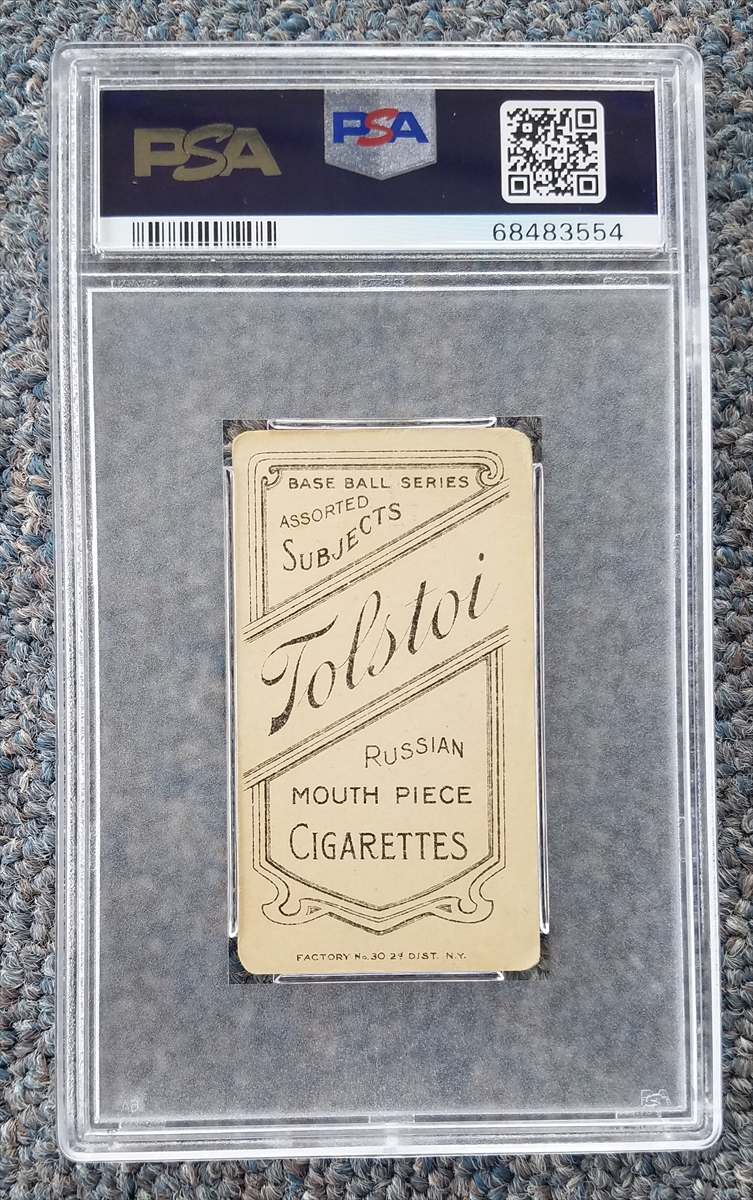 PSA
PSA
68483554
BASE BALL SERIES
ASSORTED
SUBJECTS
Tolstoi
RUSSIAN
MOUTH PIECE
CIGARETTES
FACTORY No. 30 2d DIST. N.Y.